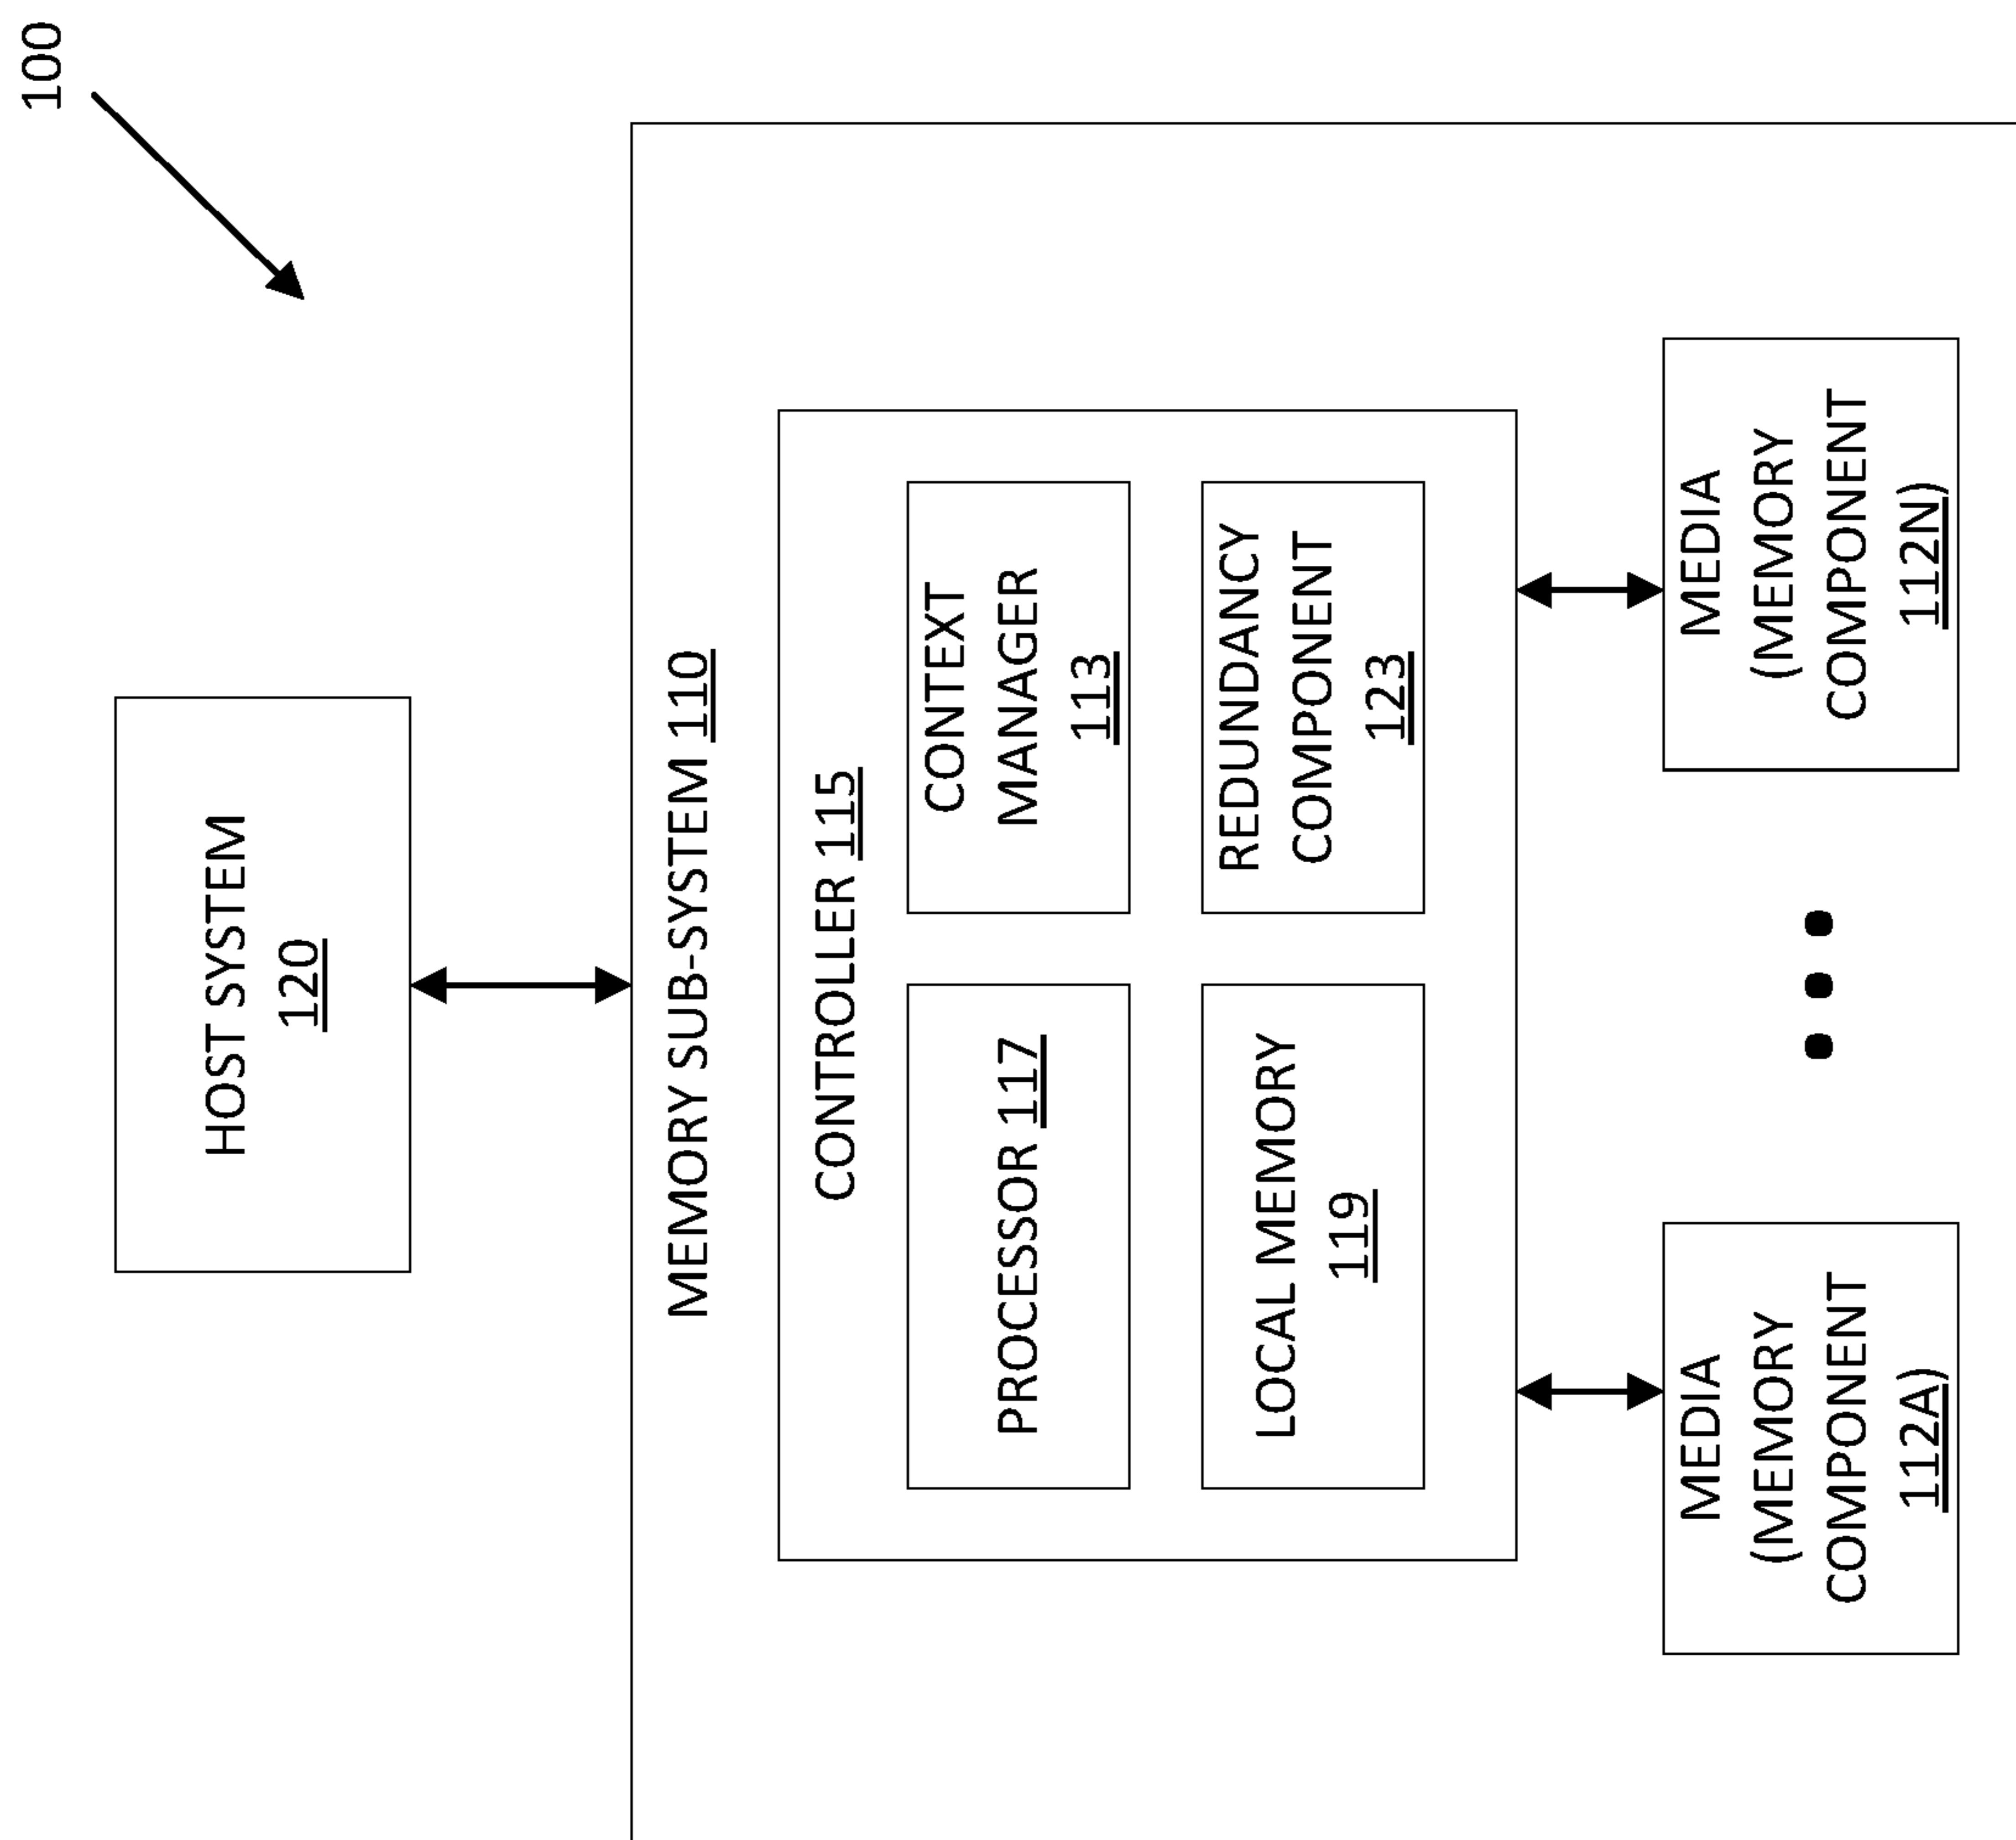 100
HOST SYSTEM
120
MEMORY SUB-SYSTEM 110
CONTROLLER 115
PROCESSOR 117
CONTEXT
MANAGER
113
LOCAL MEMORY
119
REDUNDANCY
COMPONENT
123
MEDIA
(MEMORY
COMPONENT
112A)
MEDIA
(MEMORY
COMPONENT
112N)